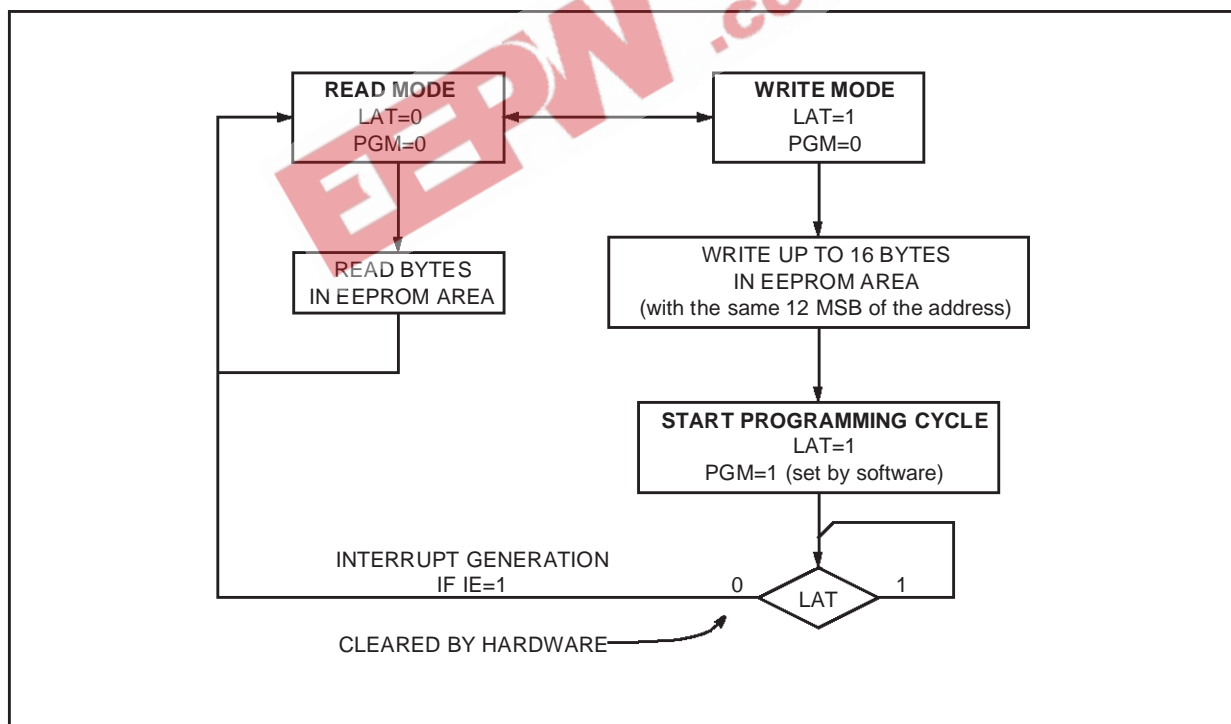 EEPW .co
READ MODE
LAT=0
PGM=0
WRITE MODE
LAT=1
PGM=0
READ BYTES
IN EEPROM AREA
WRITE UP TO 16 BYTES
IN EEPROM AREA
(with the same 12 MSB of the address)
START PROGRAMMING CYCLE
LAT=1
PGM=1 (set by software)
INTERRUPT GENERATION
IF IE=1
0
LAT
1
CLEARED BY HARDWARE